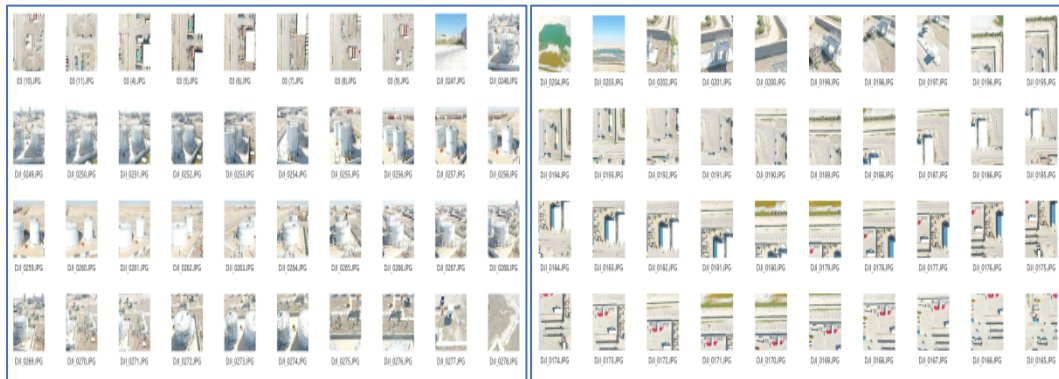 03 (10).JPG 03 (11).JPG 03 (4).JPG 03 (5).JPG 03 (6).JPG 03 (7).JPG 03 (8).JPG 03 (9).JPG DJI_0247.JPG DJI_0248.JPG
DJI_0249.JPG DJI_0250.JPG DJI_0251.JPG DJI_0252.JPG DJI_0253.JPG DJI_0254.JPG DJI_0255.JPG DJI_0256.JPG DJI_0257.JPG DJI_0258.JPG
DJI_0259.JPG DJI_0260.JPG DJI_0261.JPG DJI_0262.JPG DJI_0263.JPG DJI_0264.JPG DJI_0265.JPG DJI_0266.JPG DJI_0267.JPG DJI_0268.JPG
DJI_0269.JPG DJI_0270.JPG DJI_0271.JPG DJI_0272.JPG DJI_0273.JPG DJI_0274.JPG DJI_0275.JPG DJI_0276.JPG DJI_0277.JPG DJI_0278.JPG
DJI_0204.JPG DJI_0203.JPG DJI_0202.JPG DJI_0201.JPG DJI_0200.JPG DJI_0199.JPG DJI_0198.JPG DJI_0197.JPG DJI_0196.JPG DJI_0195.JPG
DJI_0194.JPG DJI_0193.JPG DJI_0192.JPG DJI_0191.JPG DJI_0190.JPG DJI_0189.JPG DJI_0188.JPG DJI_0187.JPG DJI_0186.JPG DJI_0185.JPG
DJI_0184.JPG DJI_0183.JPG DJI_0182.JPG DJI_0181.JPG DJI_0180.JPG DJI_0179.JPG DJI_0178.JPG DJI_0177.JPG DJI_0176.JPG DJI_0175.JPG
DJI_0174.JPG DJI_0173.JPG DJI_0172.JPG DJI_0171.JPG DJI_0170.JPG DJI_0169.JPG DJI_0168.JPG DJI_0167.JPG DJI_0166.JPG DJI_0165.JPG